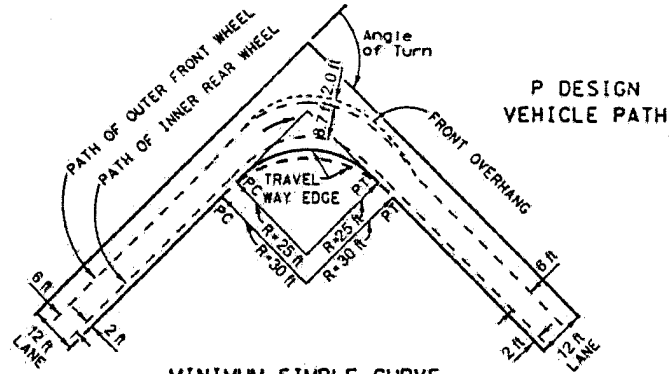 Angle
of Turn
PATH OF OUTER FRONT WHEEL
PATH OF INNER REAR WHEEL
P DESIGN
VEHICLE PATH
2.0 ft
8.7 ft
FRONT OVERHANG
PC
TRAVEL
WAY EDGE
PT
PC
R=25 ft
R=25 ft
PT
R=30 ft
R=30 ft
6 ft
12 ft
LANE
2 ft
6 ft
2 ft
12 ft
LANE
MINIMUM SIMPLE CURVE